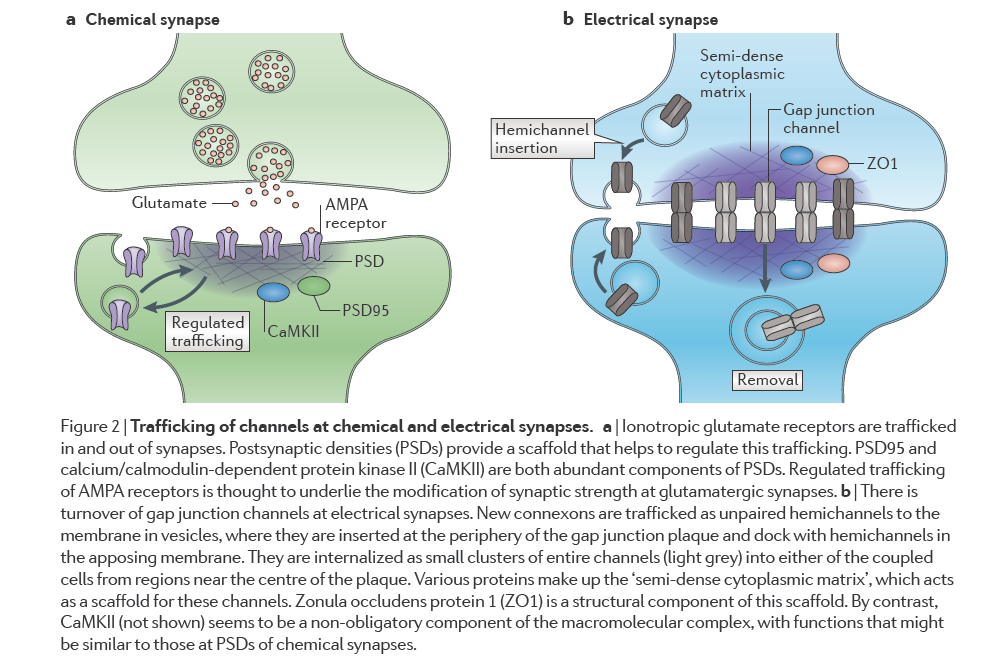 a Chemical synapse
b Electrical synapse
Semi-dense
cytoplasmic
matrix
Gap junction
channel
Hemichannel
insertion
ZO1
Glutamate
AMPA
receptor
PSD
PSD95
CaMKII
Regulated
trafficking
Removal
Figure 2 | Trafficking of channels at chemical and electrical synapses. a | Ionotropic glutamate receptors are trafficked
in and out of synapses. Postsynaptic densities (PSDs) provide a scaffold that helps to regulate this trafficking. PSD95 and
calcium/calmodulin-dependent protein kinase II (CaMKII) are both abundant components of PSDs. Regulated trafficking
of AMPA receptors is thought to underlie the modification of synaptic strength at glutamatergic synapses. b | There is
turnover of gap junction channels at electrical synapses. New connexons are trafficked as unpaired hemichannels to the
membrane in vesicles, where they are inserted at the periphery of the gap junction plaque and dock with hemichannels in
the apposing membrane. They are internalized as small clusters of entire channels (light grey) into either of the coupled
cells from regions near the centre of the plaque. Various proteins make up the ‘semi-dense cytoplasmic matrix’, which acts
as a scaffold for these channels. Zonula occludens protein 1 (ZO1) is a structural component of this scaffold. By contrast,
CaMKII (not shown) seems to be a non-obligatory component of the macromolecular complex, with functions that might
be similar to those at PSDs of chemical synapses.